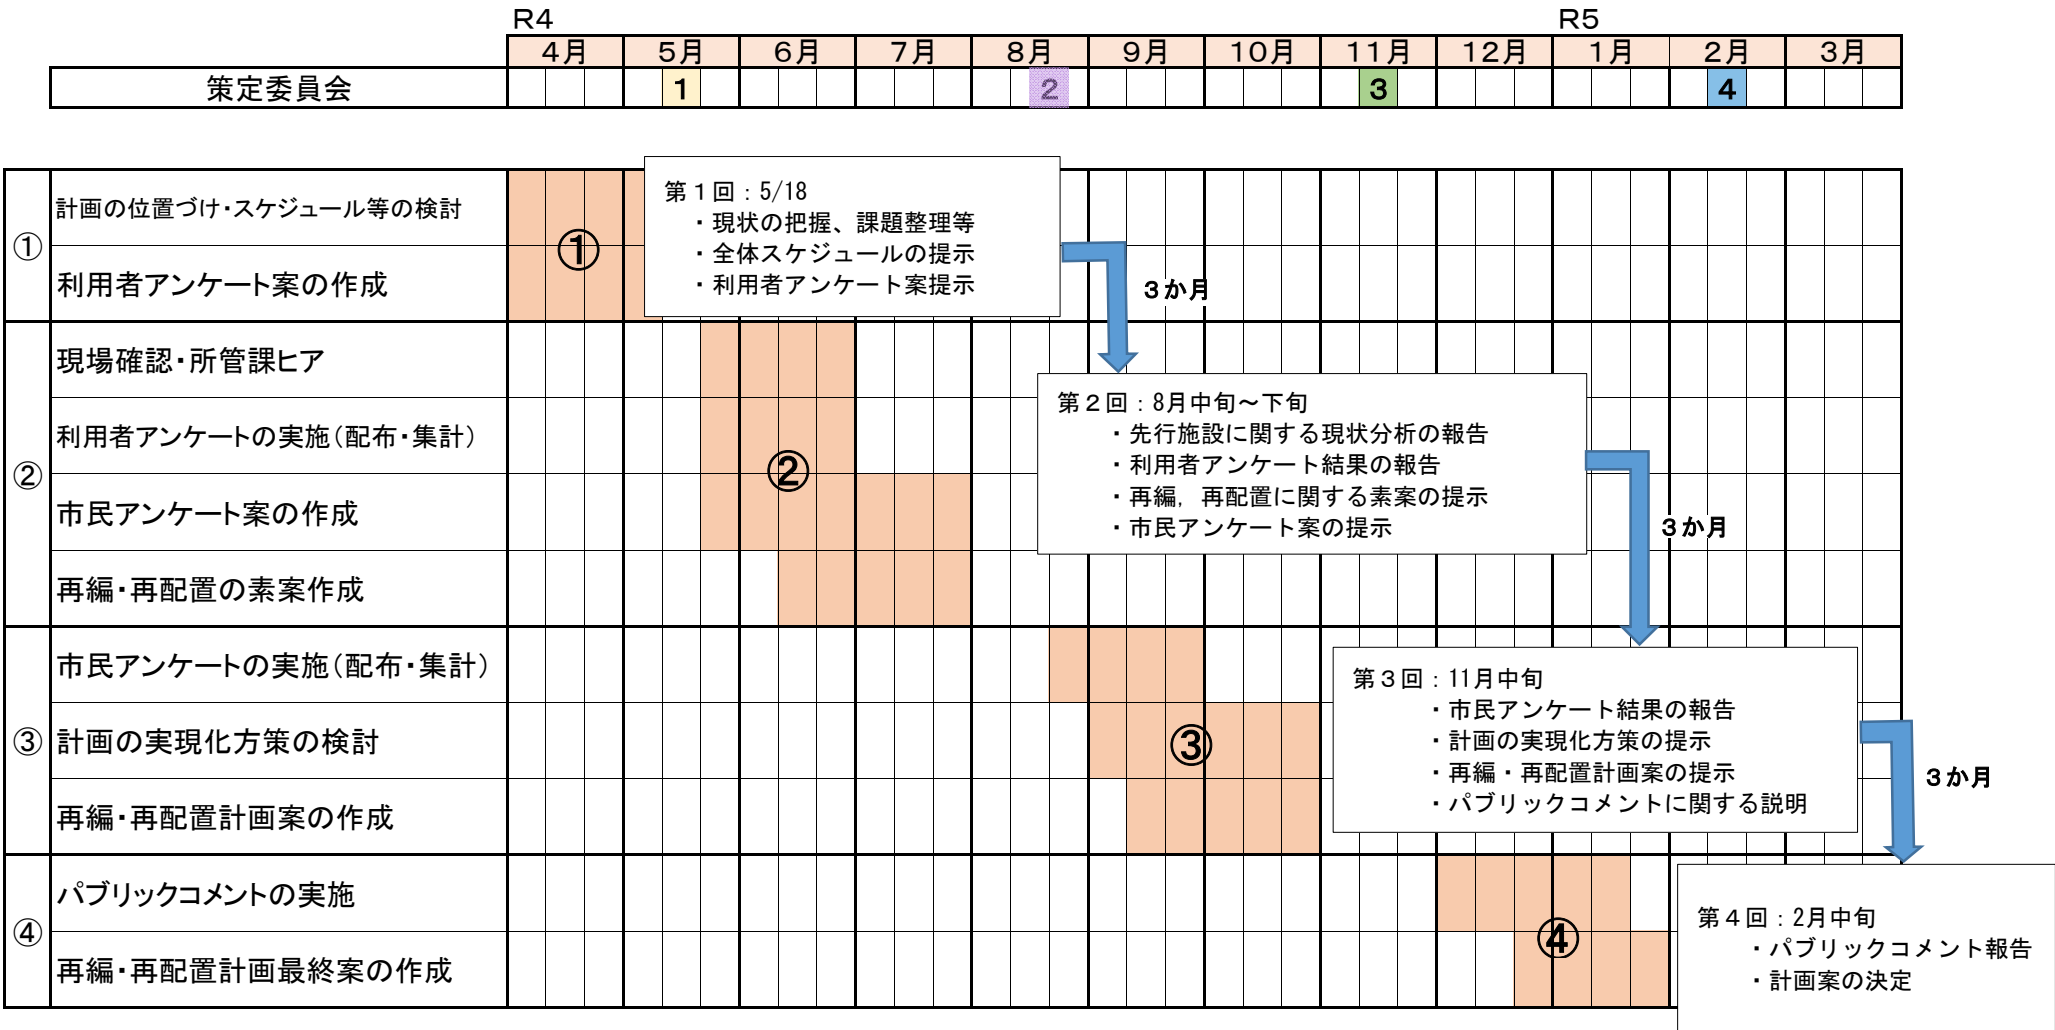 R4 R5
4月 5月 6月 7月 8月 9月 10月 11月 12月 1月 2月 3月
策定委員会 1 2 3 4
①
計画の位置づけ・スケジュール等の検討
利用者アンケート案の作成
①
第１回：5/18
・現状の把握、課題整理等
・全体スケジュールの提示
・利用者アンケート案提示
３か月
②
現場確認・所管課ヒア
利用者アンケートの実施（配布・集計）
市民アンケート案の作成
再編・再配置の素案作成
②
第２回：8月中旬～下旬
・先行施設に関する現状分析の報告
・利用者アンケート結果の報告
・再編，再配置に関する素案の提示
・市民アンケート案の提示
３か月
③
市民アンケートの実施（配布・集計）
計画の実現化方策の検討
再編・再配置計画案の作成
③
第３回：11月中旬
・市民アンケート結果の報告
・計画の実現化方策の提示
・再編・再配置計画案の提示
・パブリックコメントに関する説明
３か月
④
パブリックコメントの実施
再編・再配置計画最終案の作成
④
第４回：2月中旬
・パブリックコメント報告
・計画案の決定